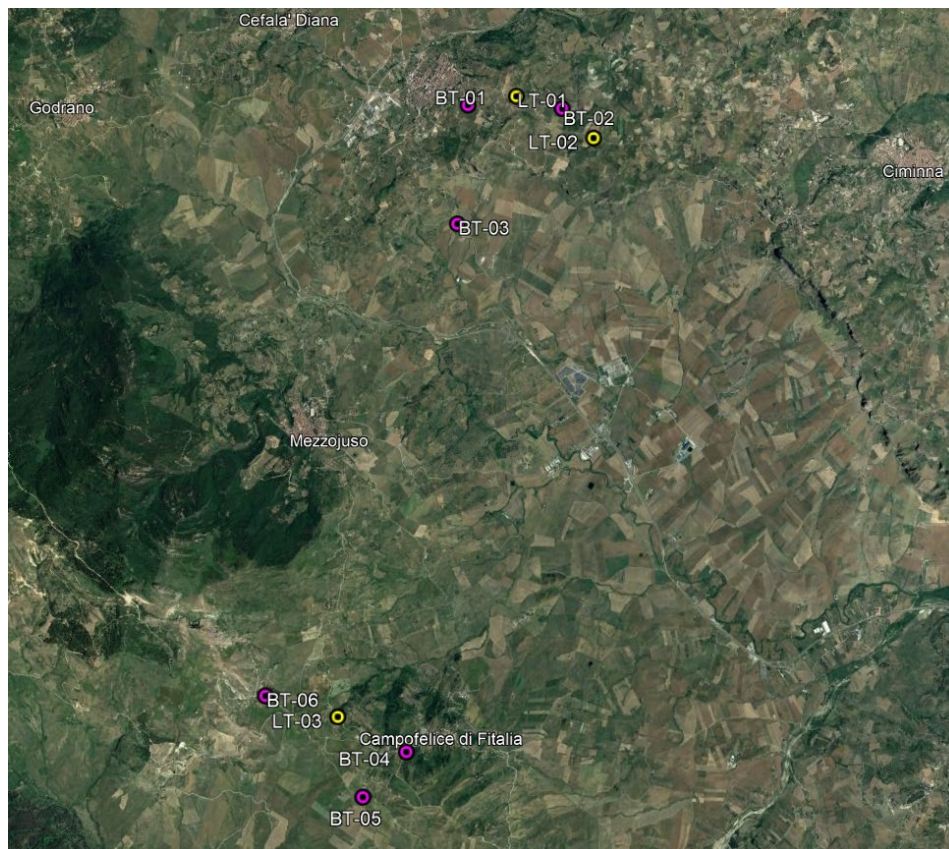 Cefala' Diana
Godrano
BT-01
LT-01
BT-02
LT-02
Ciminna
BT-03
Mezzojuso
BT-06
LT-03
Campofelice di Fitalia
BT-04
BT-05